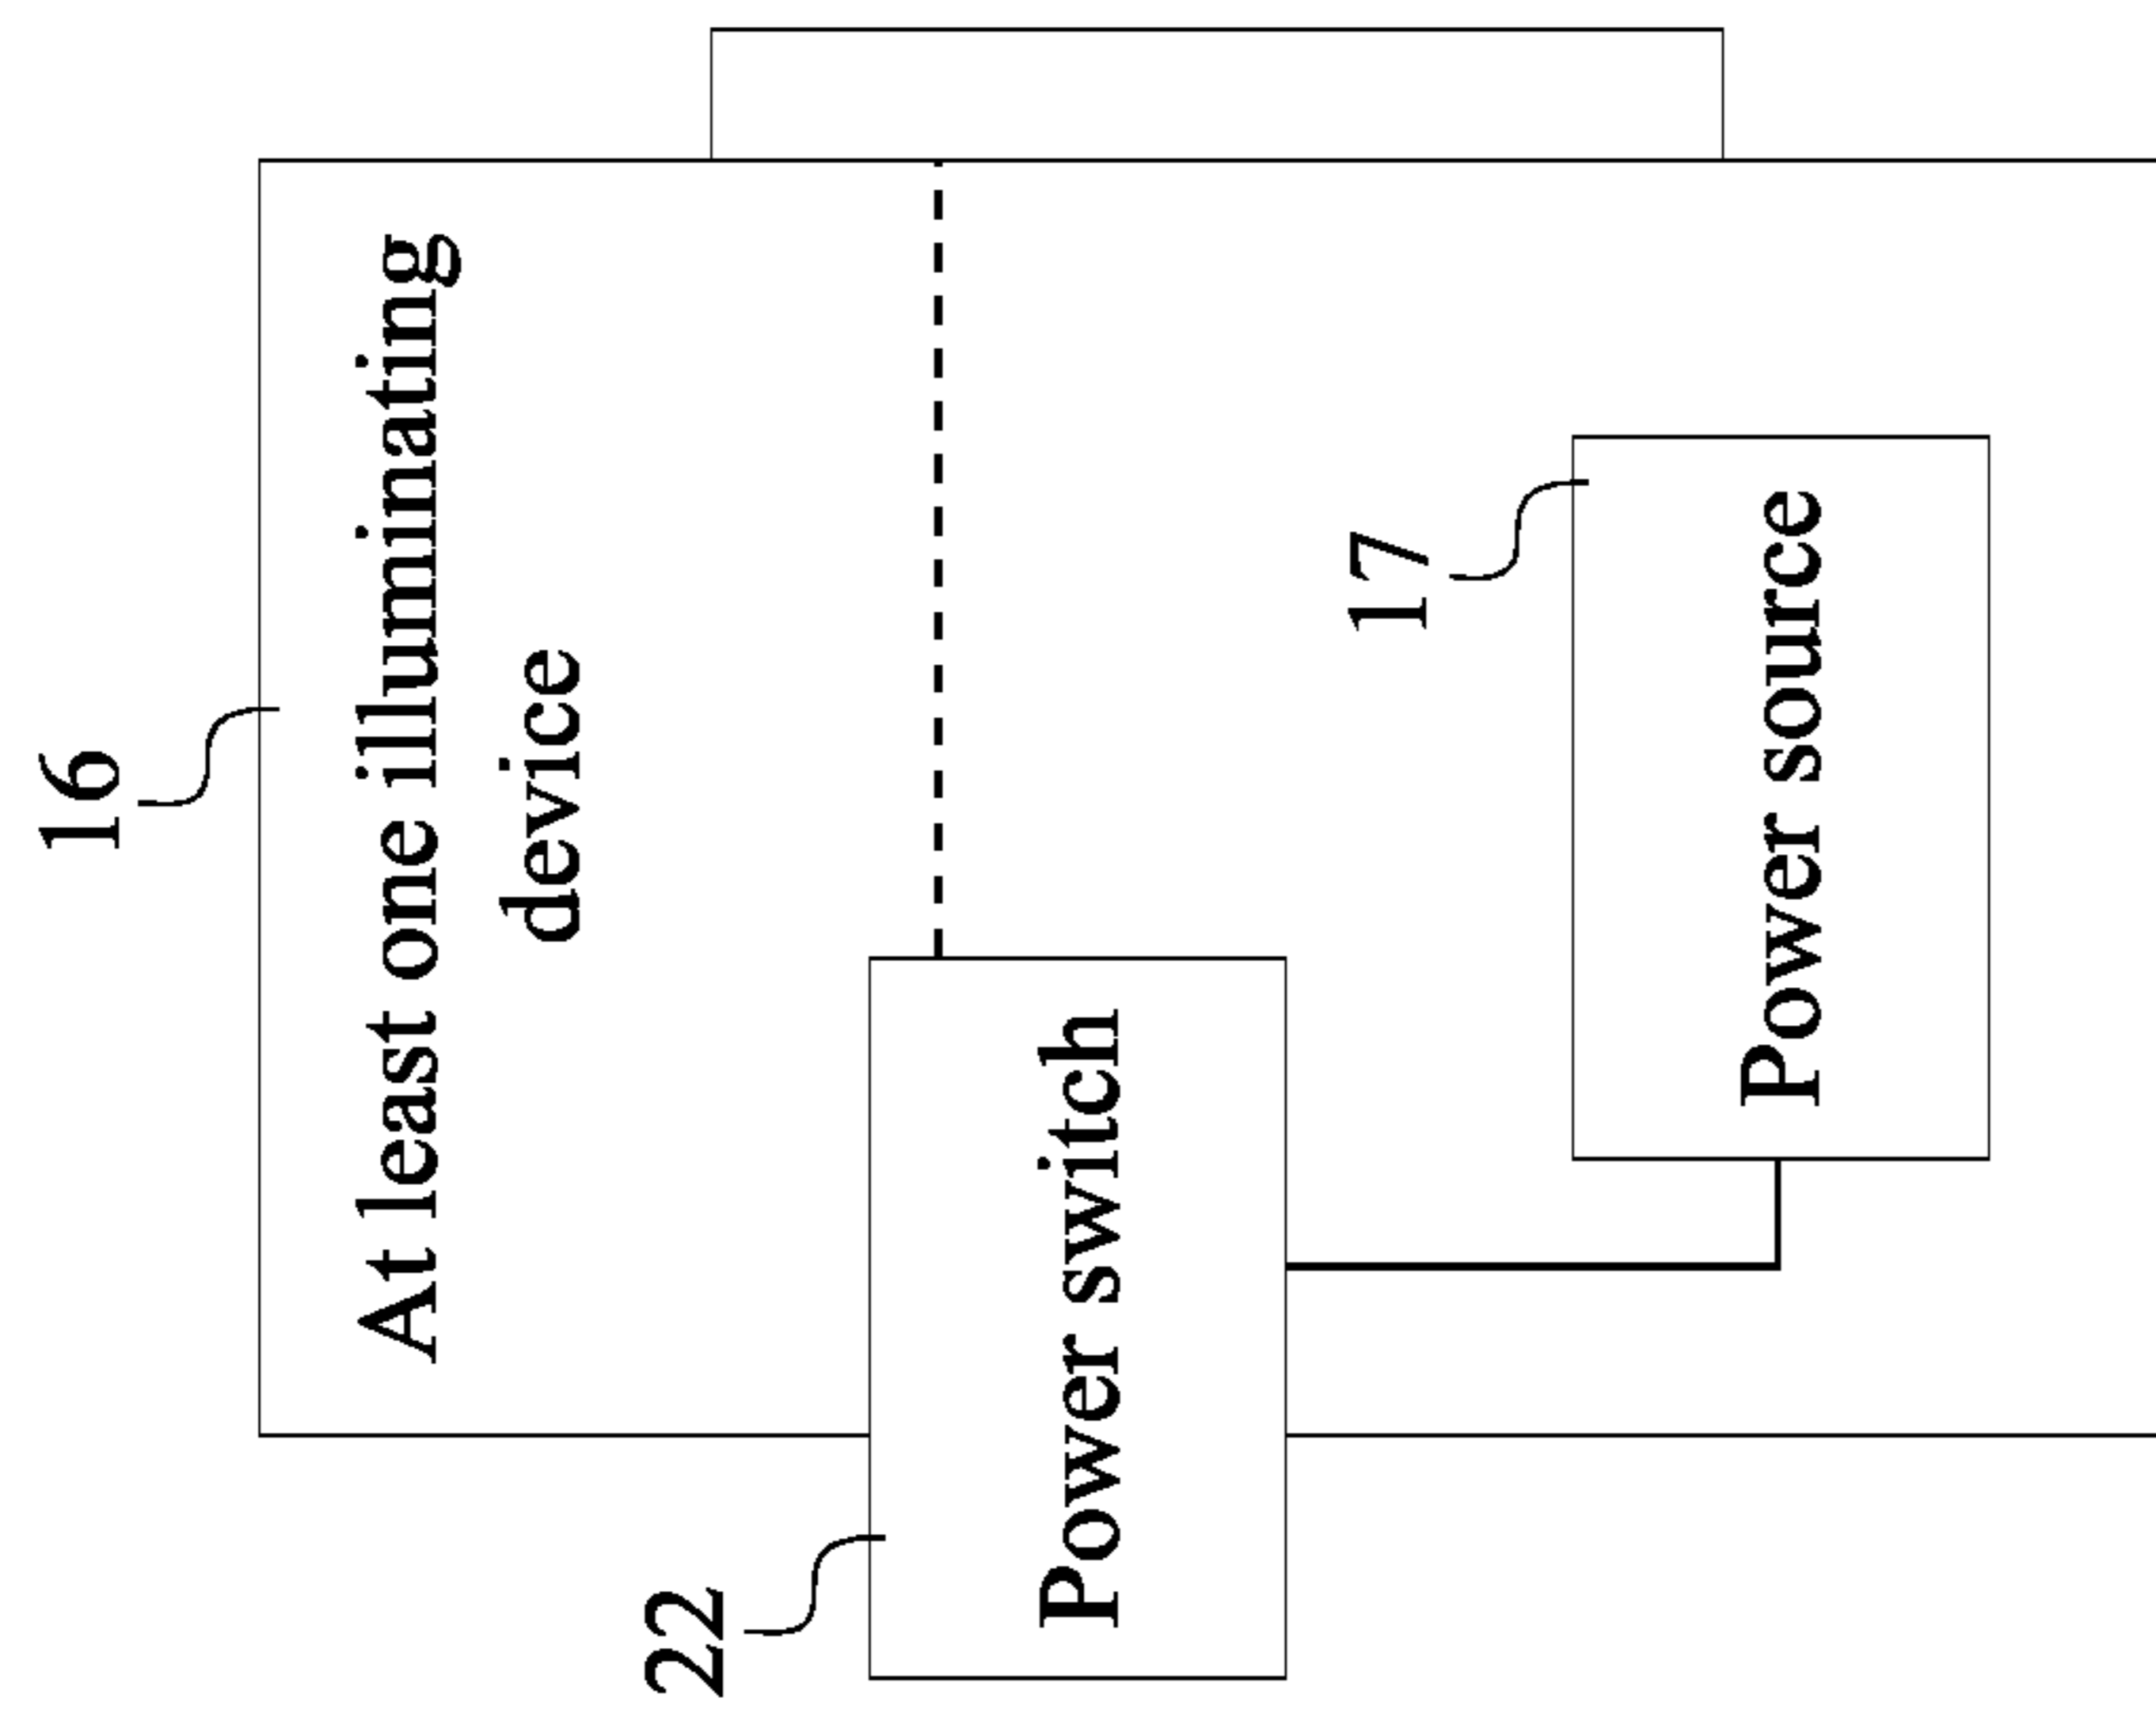 16
At least one illuminating
device
22
Power switch
17
Power source